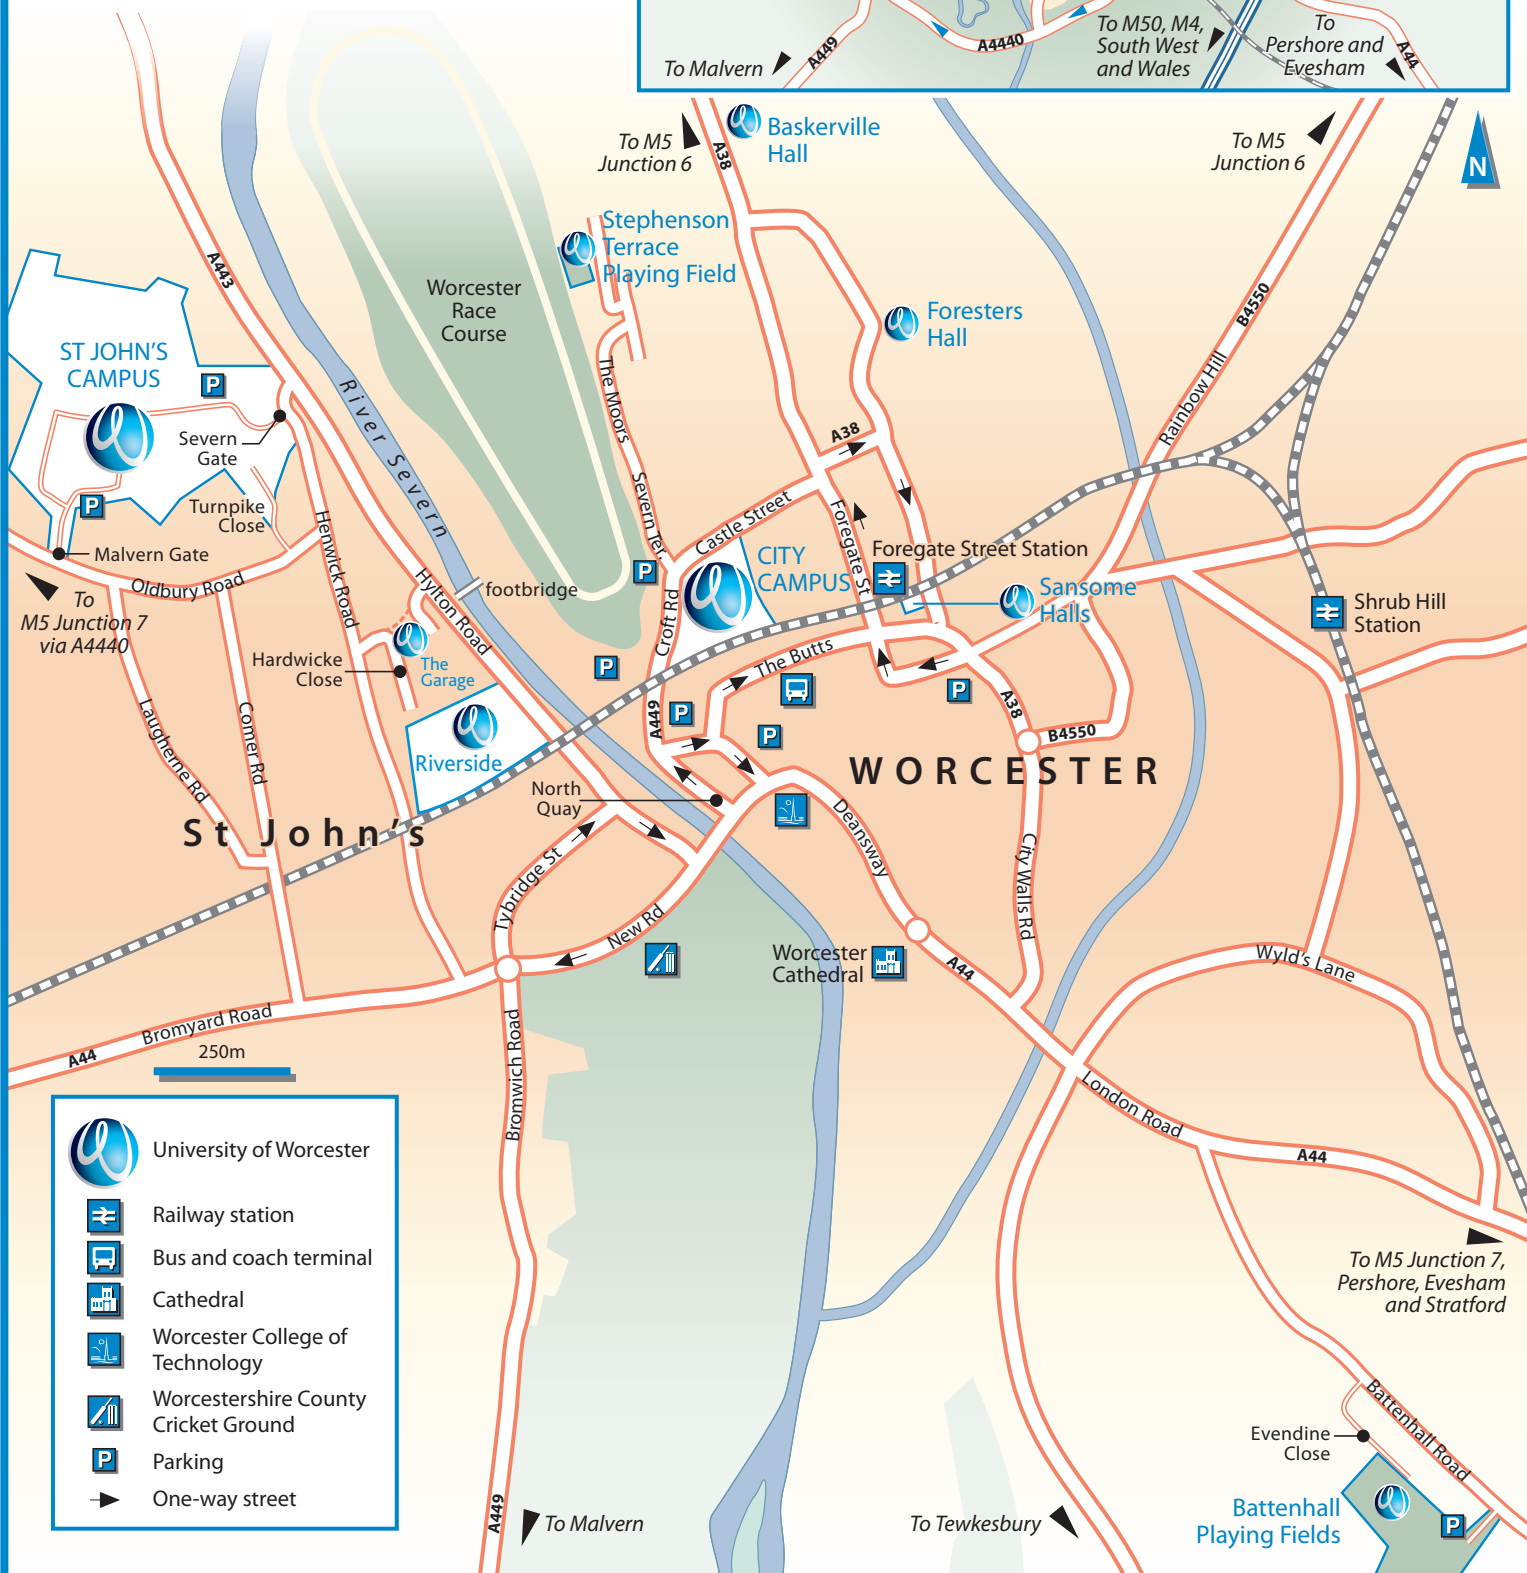 A449
A4440
To M50, M4,
South West
and Wales
To
Pershore and
Evesham
A44
To Malvern
To M5
Junction 6
A38
Baskerville
Hall
To M5
Junction 6
N
A443
Stephenson
Terrace
Playing Field
Worcester
Race
Course
B4550
Foresters
Hall
ST JOHN'S
CAMPUS
P
River Severn
The Moors
Rainbow Hill
Severn
Gate
A38
P
Turnpike
Close
Severn Ter.
Castle Street
Foregate St
Henwick Road
Malvern Gate
Oldbury Road
Foregate Street Station
CITY
CAMPUS
P
Hylton Road
footbridge
Sansome
Halls
Shrub Hill
Station
To
M5 Junction 7
via A4440
Croft Rd
Hardwicke
Close
The
Garage
P
The Butts
P
A449
P
P
A38
B4550
Laugherne Rd
Comer Rd
Riverside
WORCESTER
North
Quay
St John's
Deansway
City Walls Rd
Tybridge St
New Rd
Worcester
Cathedral
A44
Wyld's Lane
Bromyard Road
A44
250m
Bromwich Road
London Road
A44
University of Worcester
Railway station
Bus and coach terminal
Cathedral
Worcester College of
Technology
Worcestershire County
Cricket Ground
P
Parking
One-way street
To M5 Junction 7,
Pershore, Evesham
and Stratford
Battenhall Road
Evendine
Close
A449
To Malvern
To Tewkesbury
Battenhall
Playing Fields
P